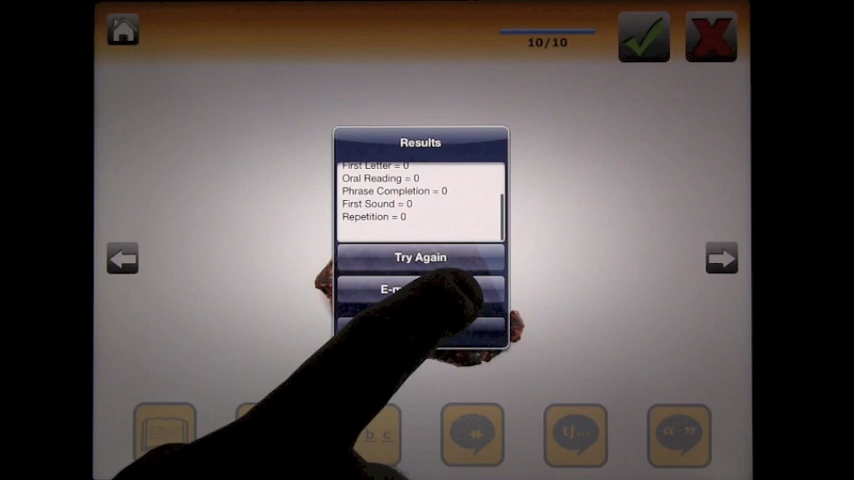 10/10
Results
First Letter = 0
Oral Reading = 0
Phrase Completion = 0
First Sound = 0
Repetition = 0
Try Again
b c
tʃ...